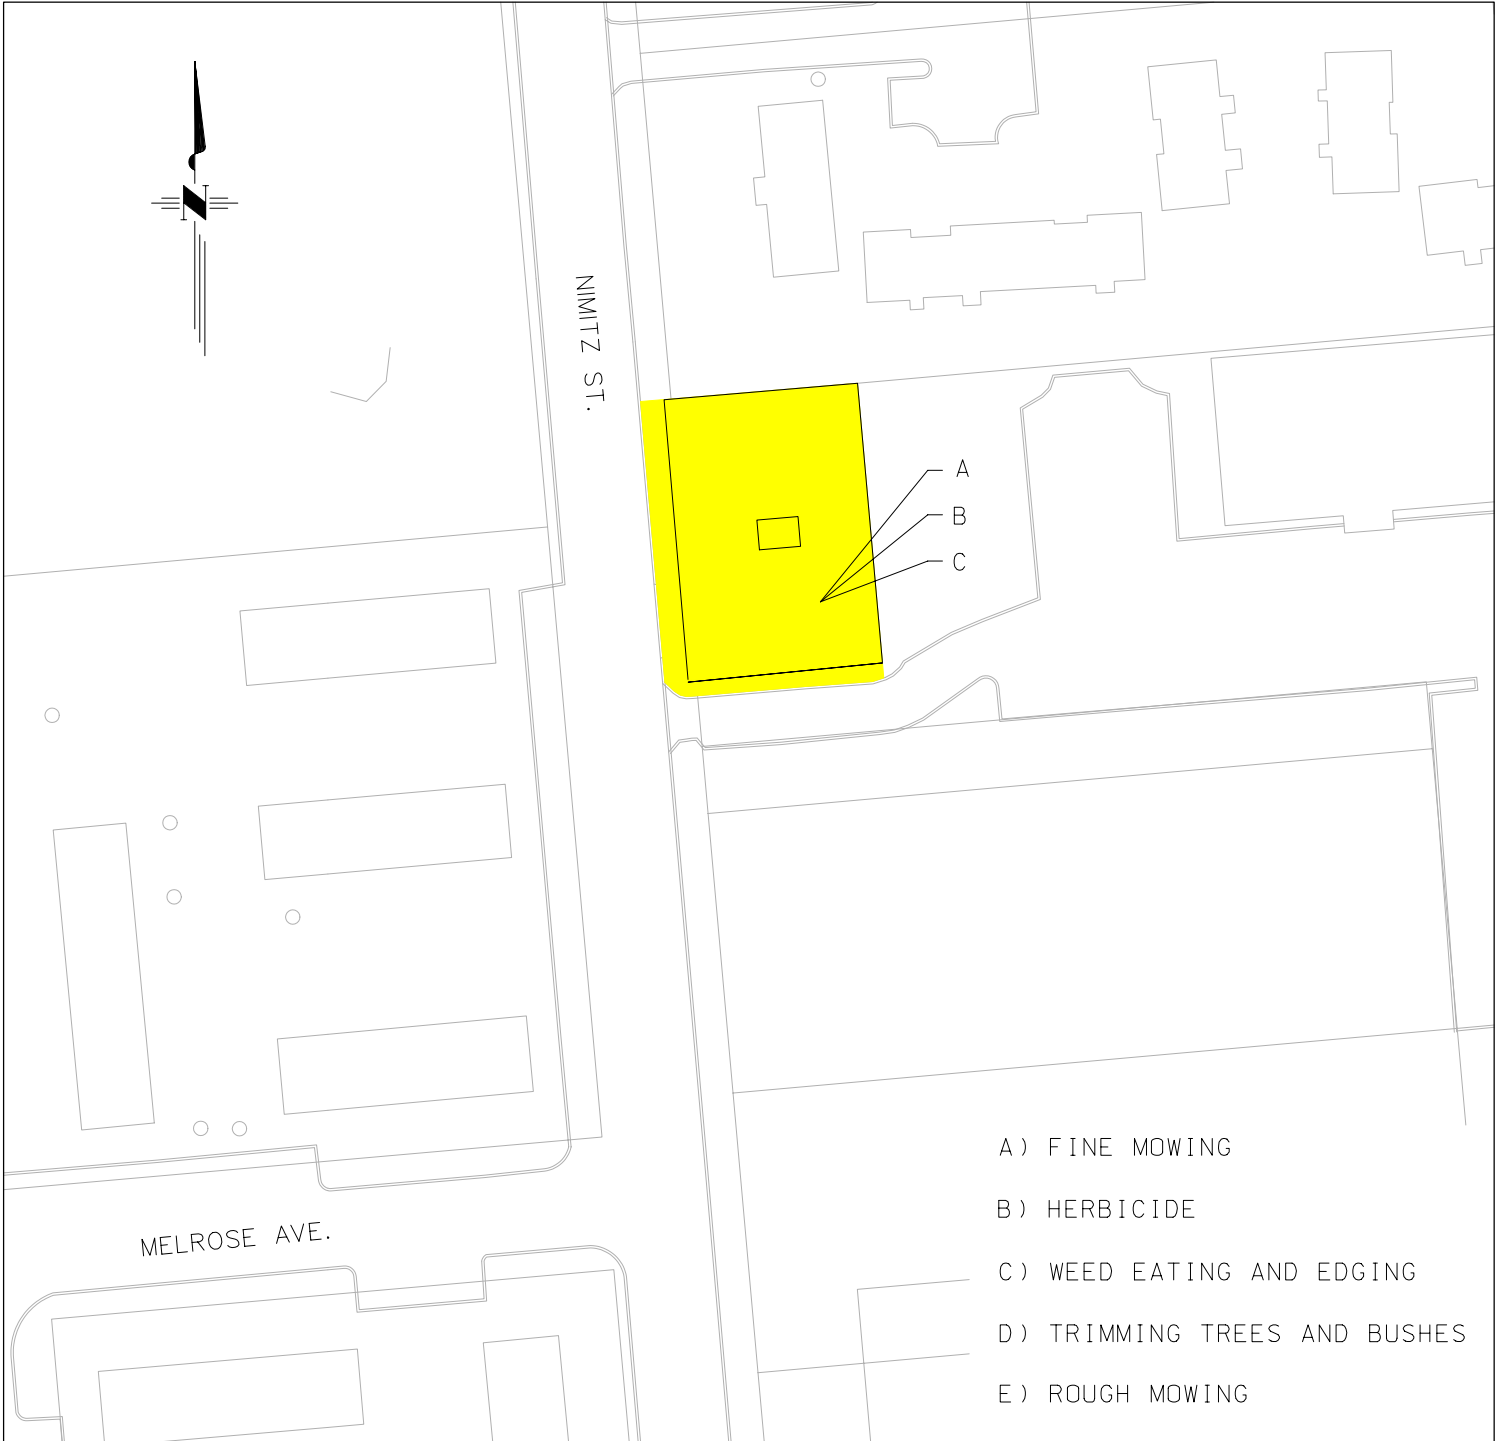 N
NIMITZ ST.
A
B
C
A) FINE MOWING
B) HERBICIDE
C) WEED EATING AND EDGING
MELROSE AVE.
D) TRIMMING TREES AND BUSHES
E) ROUGH MOWING